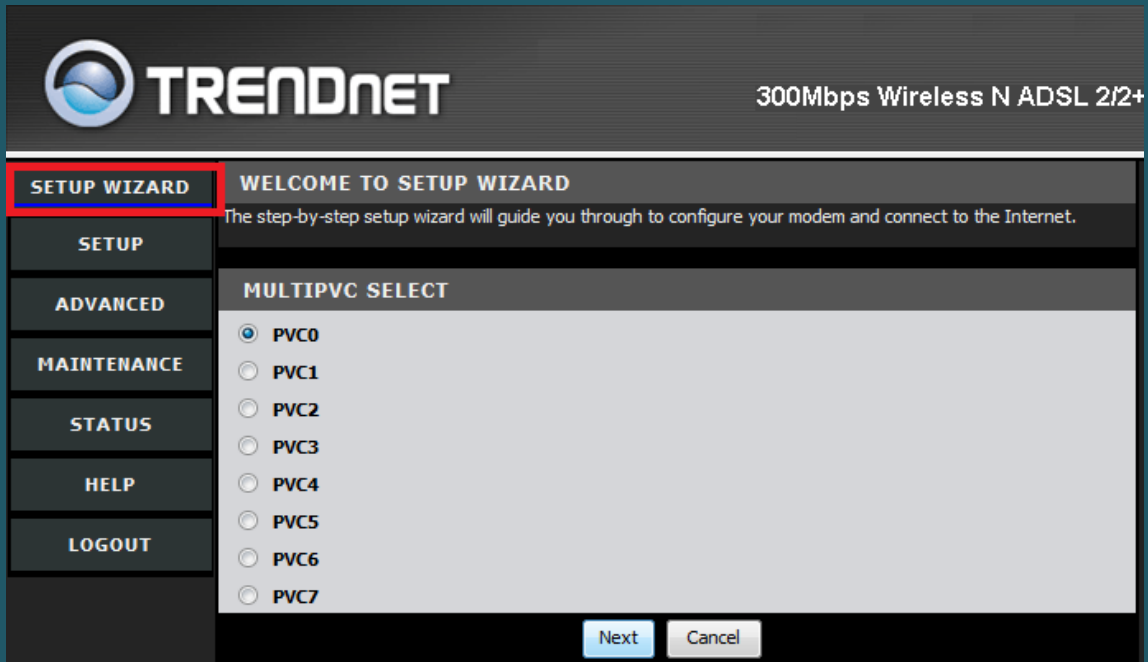 TRENDNET
300Mbps Wireless N ADSL 2/2+
SETUP WIZARD
SETUP
ADVANCED
MAINTENANCE
STATUS
HELP
LOGOUT
WELCOME TO SETUP WIZARD
The step-by-step setup wizard will guide you through to configure your modem and connect to the Internet.
MULTIPVC SELECT
PVC0
PVC1
PVC2
PVC3
PVC4
PVC5
PVC6
PVC7
Next Cancel